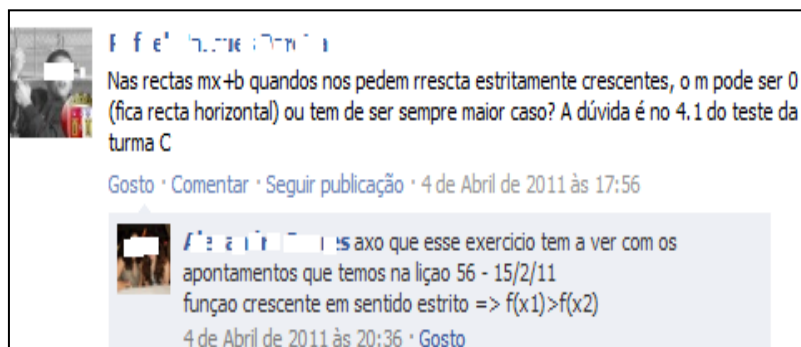 Nas rectas mx+b quandos nos pedem rrescta estritamente crescentes, o m pode ser 0
(fica recta horizontal) ou tem de ser sempre maior caso? A dúvida é no 4.1 do teste da
turma C
Gosto · Comentar · Seguir publicação · 4 de Abril de 2011 às 17:56
axo que esse exercicio tem a ver com os
apontamentos que temos na liçao 56 - 15/2/11
funçao crescente em sentido estrito => f(x1)>f(x2)
4 de Abril de 2011 às 20:36 · Gosto